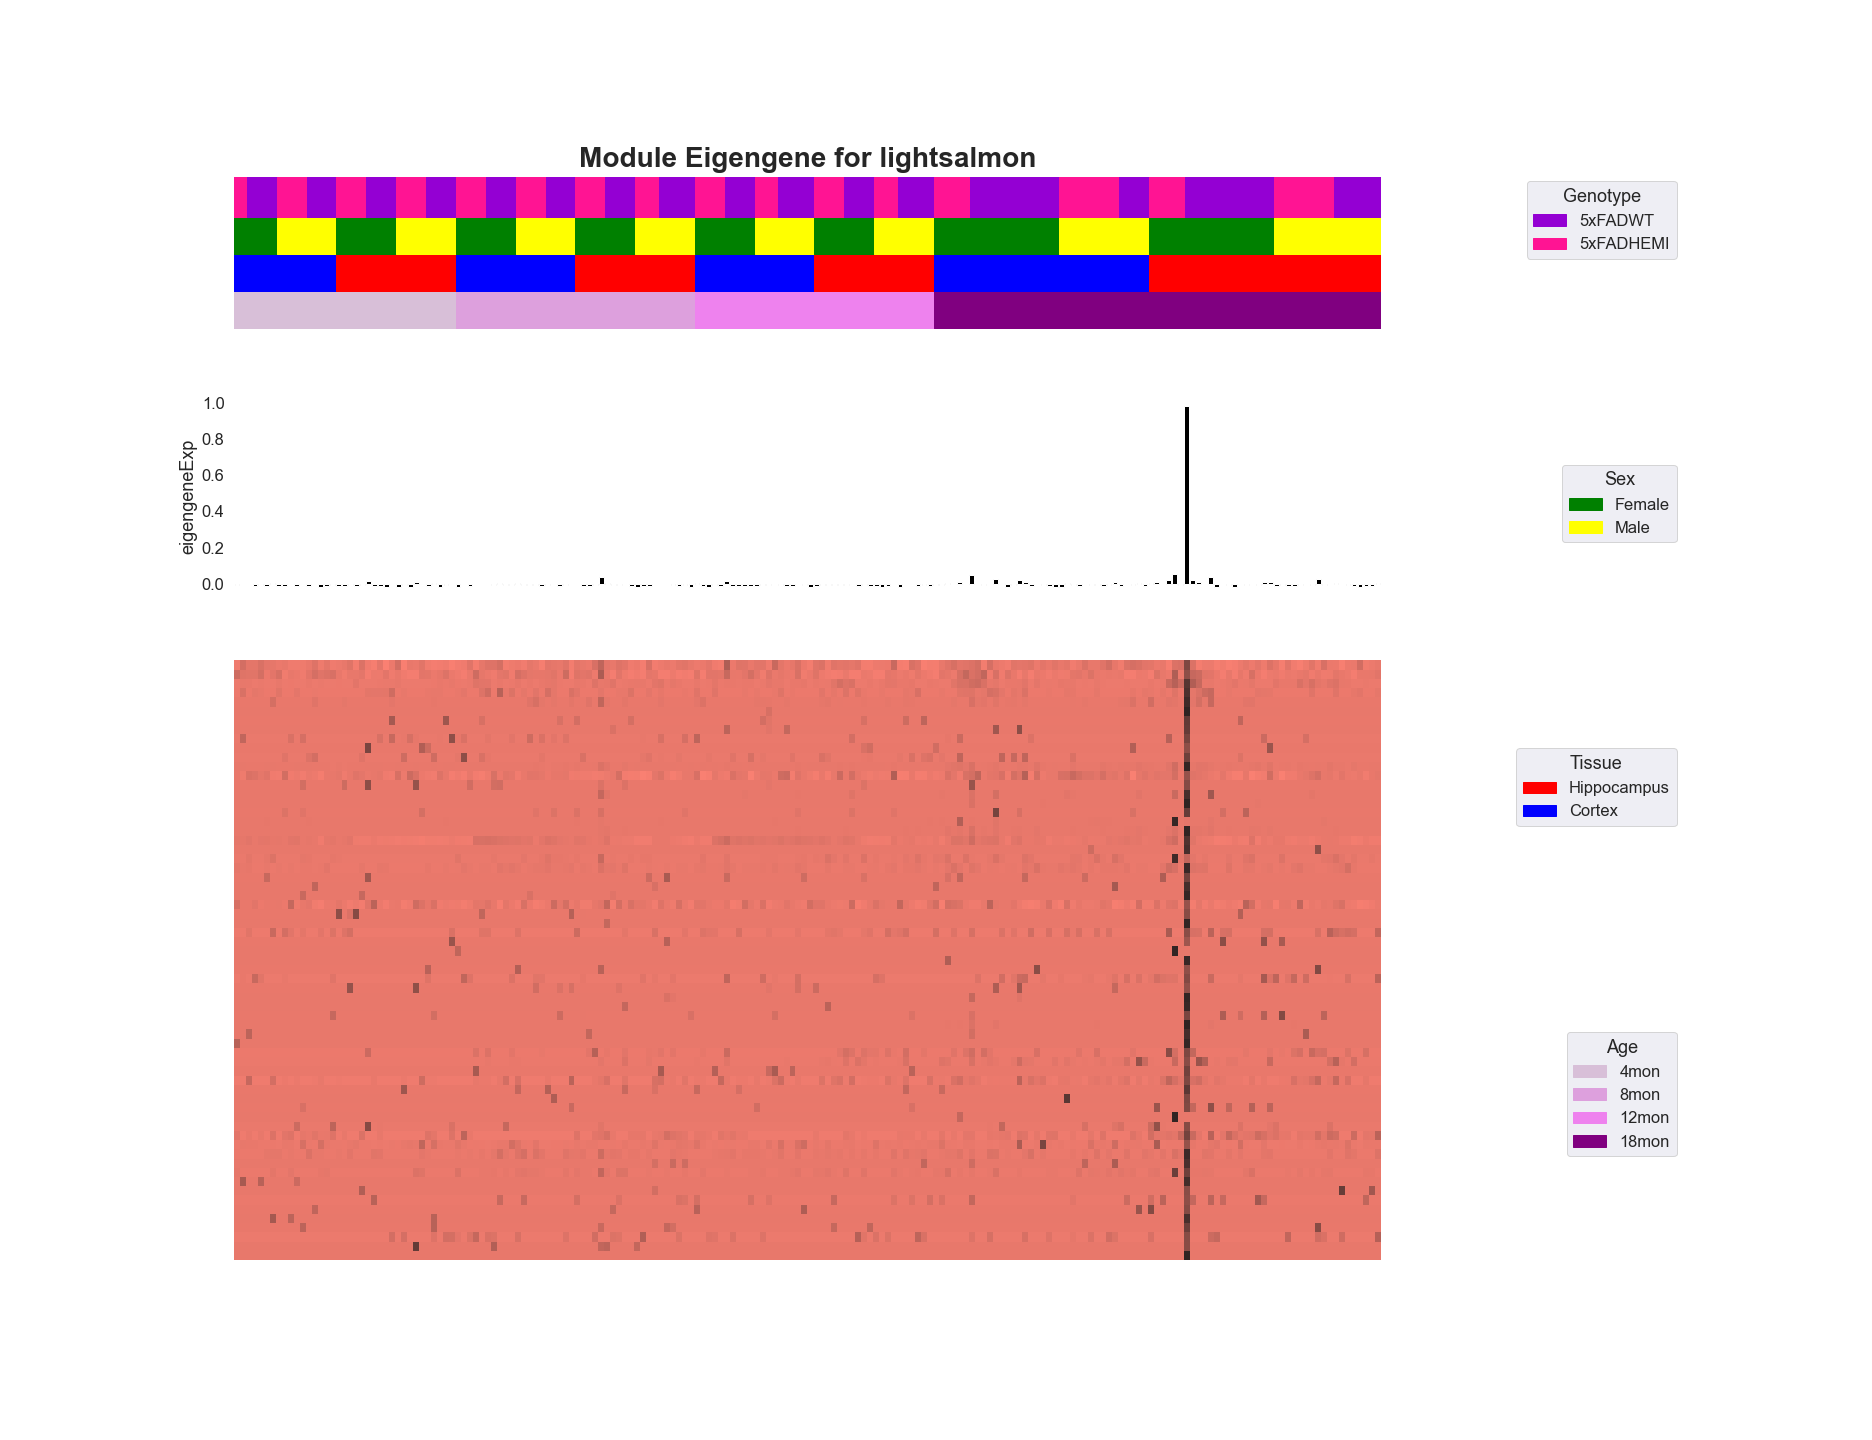 Module Eigengene for lightsalmon
Genotype
5xFADWT
5xFADHEMI
1.0
0.8
0.6
0.4
0.2
0.0
eigengeneExp
Sex
Female
Male
Tissue
Hippocampus
Cortex
Age
4mon
8mon
12mon
18mon